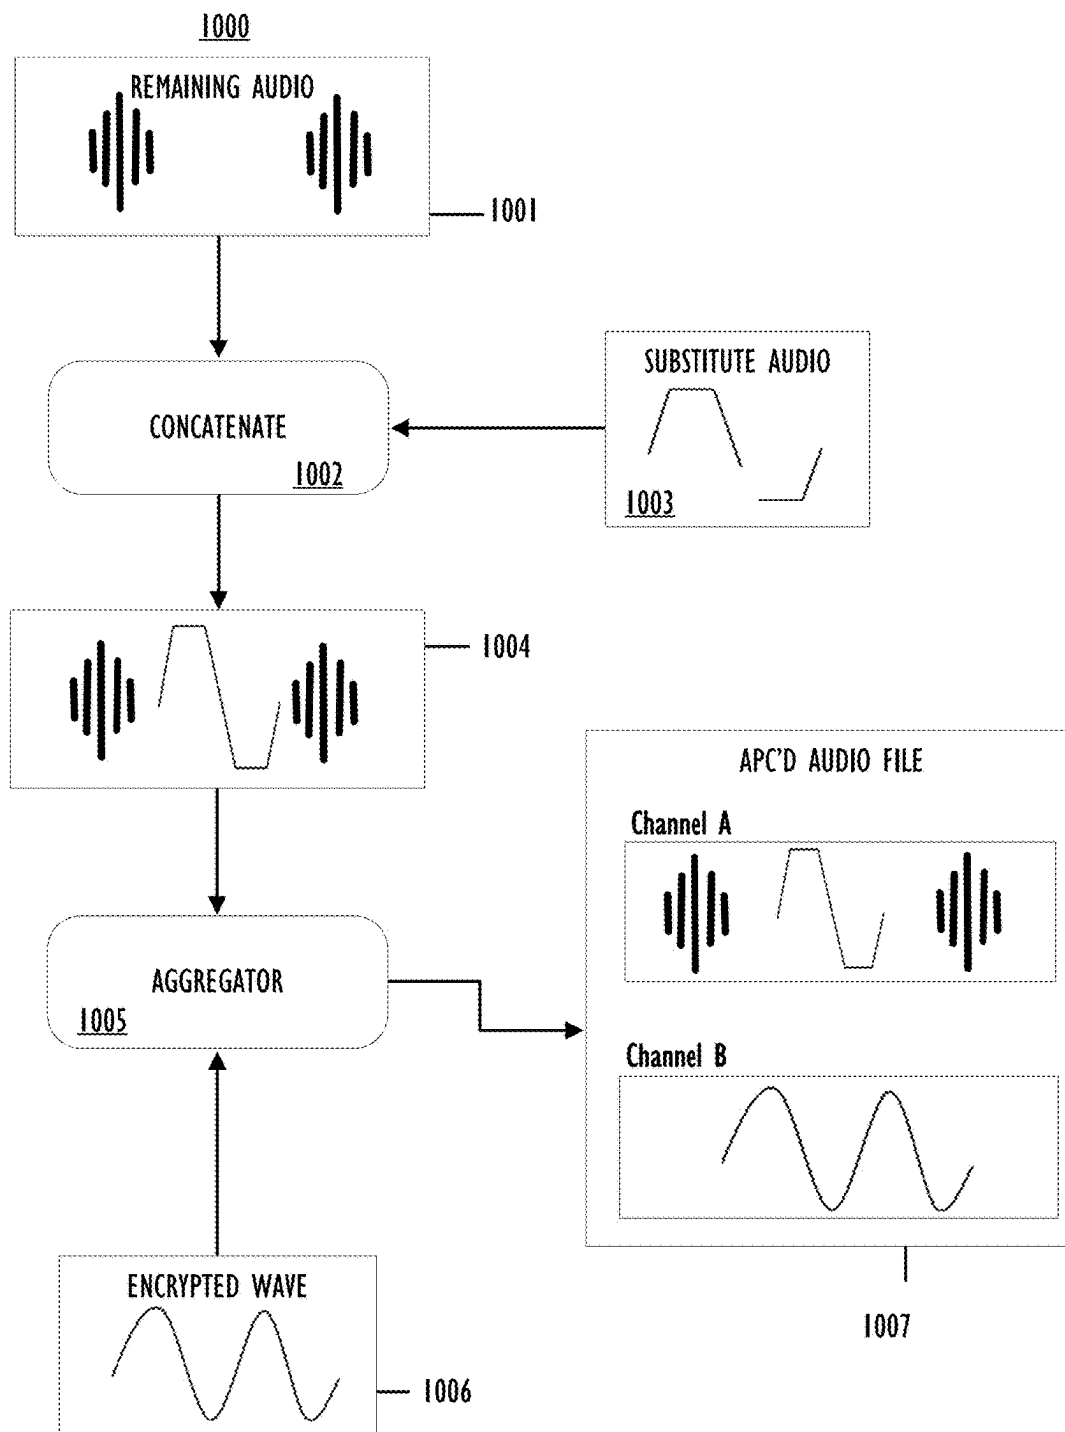 1000
REMAINING AUDIO
1001
CONCATENATE
1002
SUBSTITUTE AUDIO
1003
1004
APC'D AUDIO FILE
Channel A
AGGREGATOR
1005
Channel B
ENCRYPTED WAVE
1006
1007